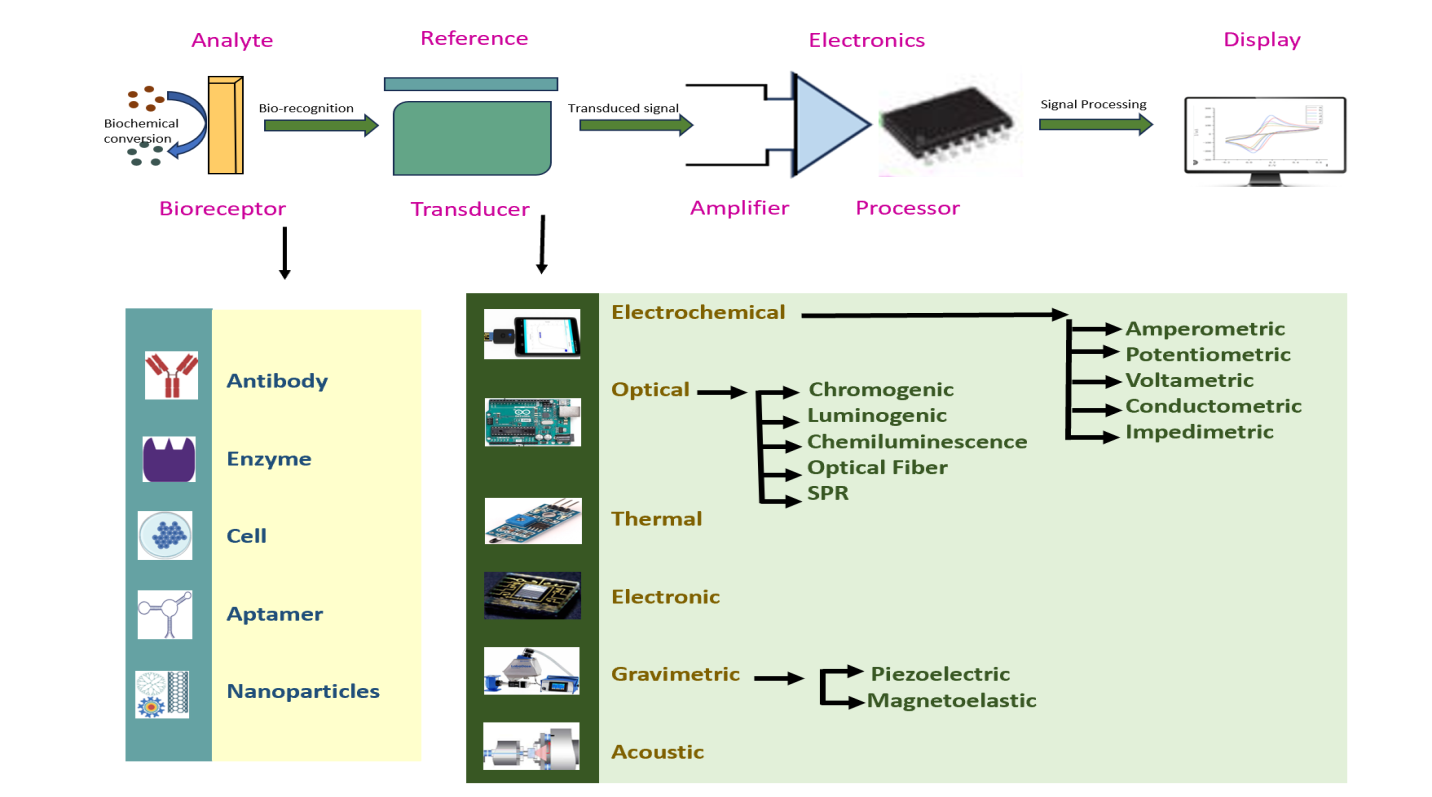 Analyte
Reference
Electronics
Display
Bio-recognition
Transduced signal
Signal Processing
Biochemical
conversion
Bioreceptor
Transducer
Amplifier
Processor
Antibody
Enzyme
Cell
Aptamer
Nanoparticles
Electrochemical
Amperometric
Potentiometric
Voltametric
Conductometric
Impedimetric
Optical
Chromogenic
Luminogenic
Chemiluminescence
Optical Fiber
SPR
Thermal
Electronic
Gravimetric
Piezoelectric
Magnetoelastic
Acoustic